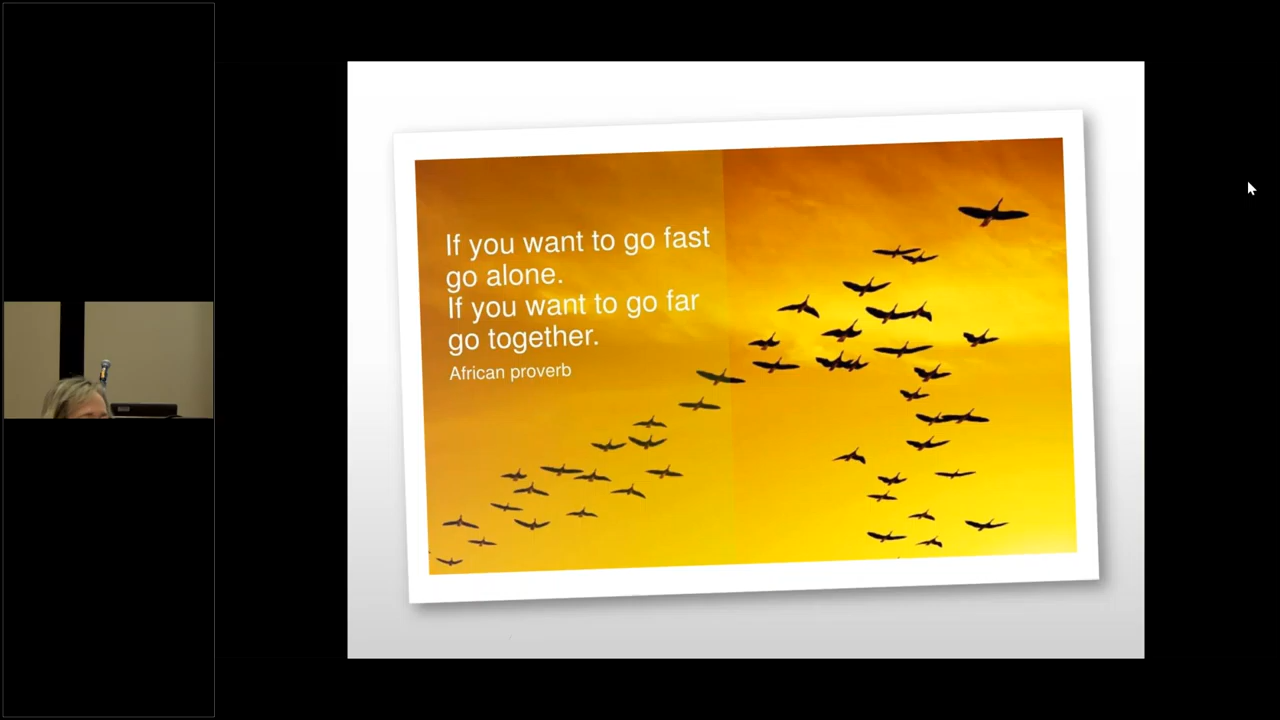 If you want to go fast
go alone.
If you want to go far
go together.
African proverb